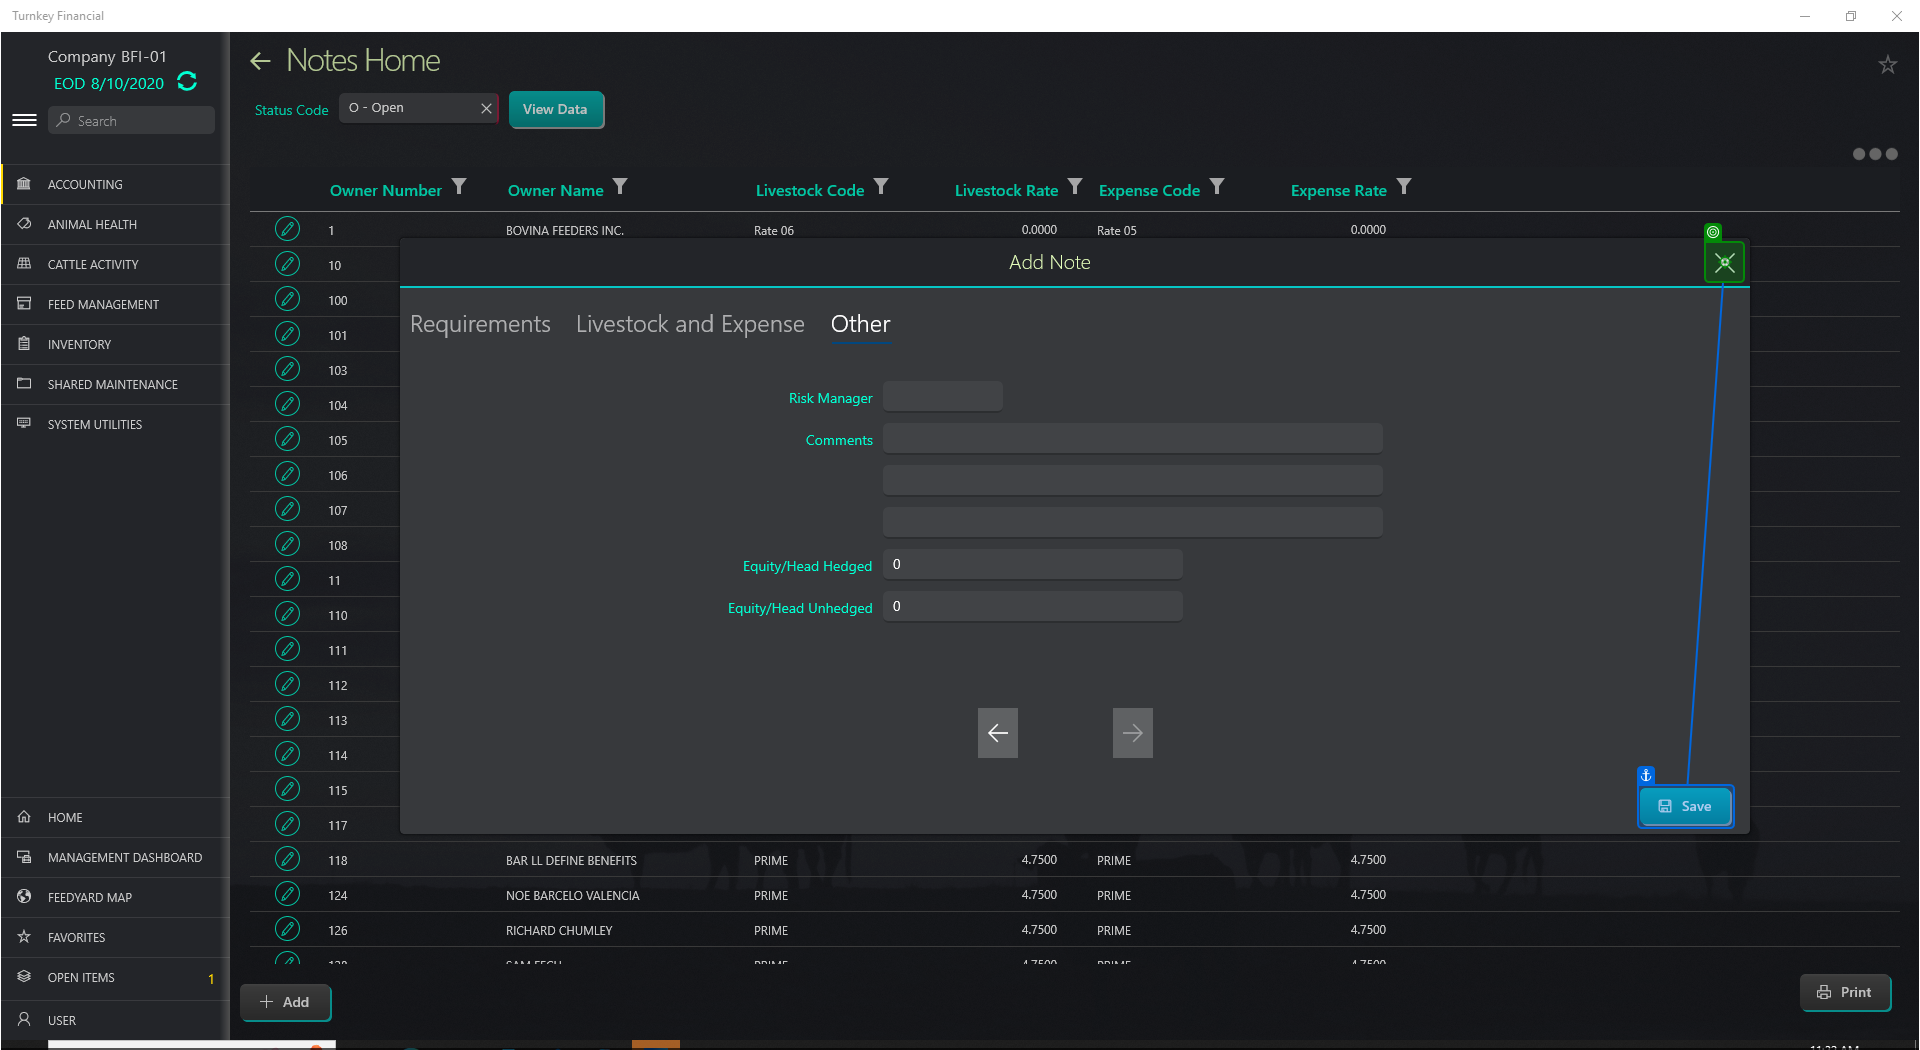 Turnkey Financial
Company BFI-01
EOD 8/10/2020
Search
ACCOUNTING
ANIMAL HEALTH
CATTLE ACTIVITY
FEED MANAGEMENT
INVENTORY
SHARED MAINTENANCE
SYSTEM UTILITIES
HOME
MANAGEMENT DASHBOARD
FEEDYARD MAP
FAVORITES
OPEN ITEMS 1
USER
Notes Home
Status Code O - Open View Data
Owner Number Owner Name Livestock Code Livestock Rate Expense Code Expense Rate
1 BOVINA FEEDERS INC. Rate 06 0.0000 Rate 05 0.0000
10
100
101
103
104
105
106
107
108
11
110
111
112
113
114
115
117
118 BAR LL DEFINE BENEFITS PRIME 4.7500 PRIME 4.7500
124 NOE BARCELO VALENCIA PRIME 4.7500 PRIME 4.7500
126 RICHARD CHUMLEY PRIME 4.7500 PRIME 4.7500
Add Note
Requirements Livestock and Expense Other
Risk Manager
Comments
Equity/Head Hedged 0
Equity/Head Unhedged 0
Save
Add
Print